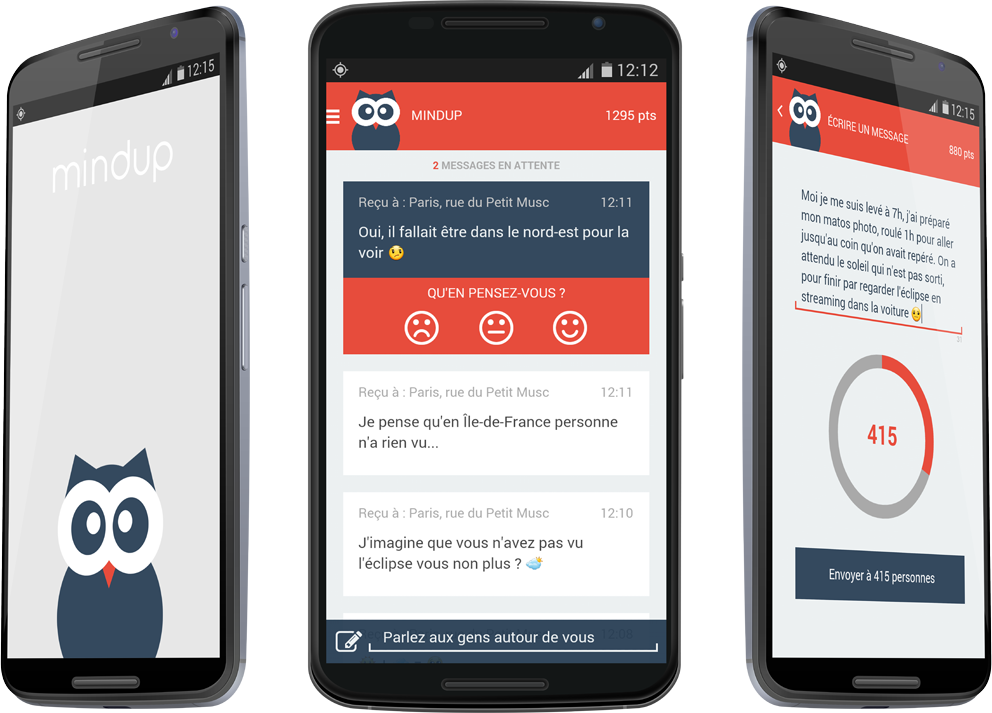 12:15
mindup
12:12
MINDUP
1295 pts
2 MESSAGES EN ATTENTE
Reçu à : Paris, rue du Petit Musc 12:11
Oui, il fallait être dans le nord-est pour la
voir 😞
QU'EN PENSEZ-VOUS ?
Reçu à : Paris, rue du Petit Musc 12:11
Je pense qu'en Île-de-France personne
n'a rien vu...
Reçu à : Paris, rue du Petit Musc 12:10
J'imagine que vous n'avez pas vu
l'éclipse vous non plus ? ⛅
12:08
Parlez aux gens autour de vous
12:15
ÉCRIRE UN MESSAGE
880 pts
Moi je me suis levé à 7h, j'ai préparé
mon matos photo, roulé 1h pour aller
jusqu'au coin qu'on avait repéré. On a
attendu le soleil qui n'est pas sorti,
pour finir par regarder l'éclipse en
streaming dans la voiture 😞
415
Envoyer à 415 personnes